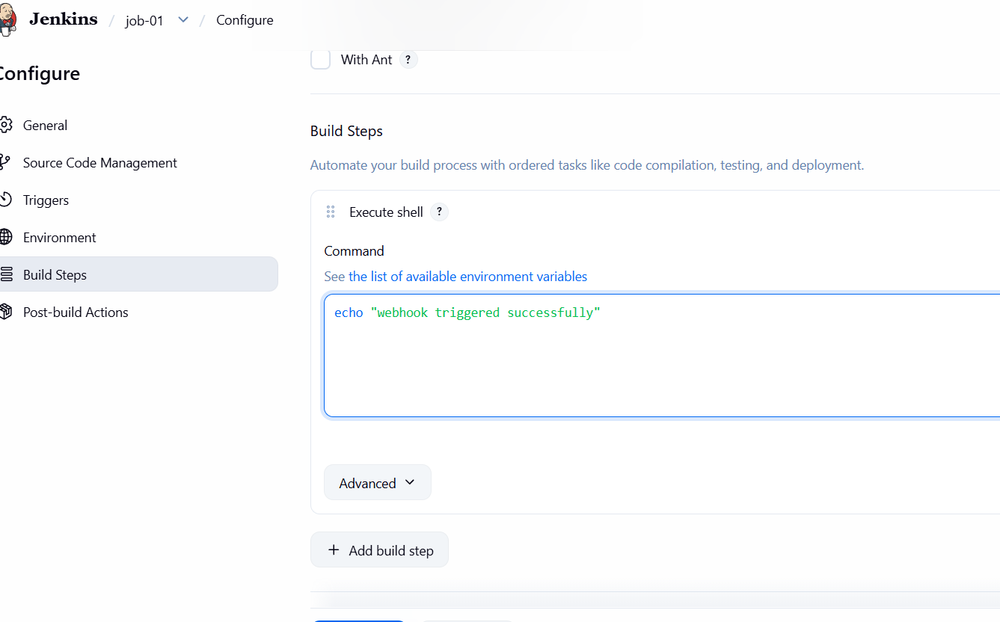 Jenkins / job-01 / Configure
With Ant ?
Configure
General
Source Code Management
Triggers
Environment
Build Steps
Post-build Actions
Build Steps
Automate your build process with ordered tasks like code compilation, testing, and deployment.
Execute shell ?
Command
See the list of available environment variables
echo "webhook triggered successfully"
Advanced
+ Add build step